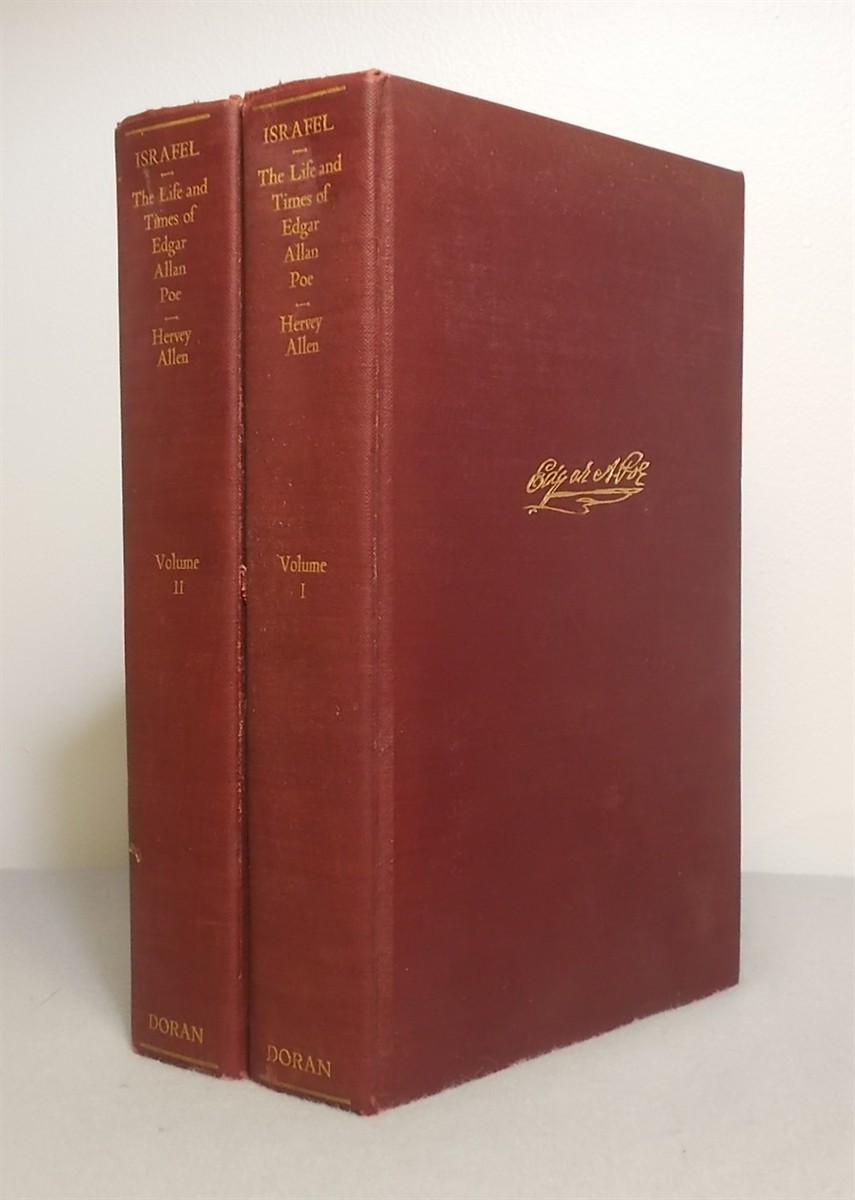 ISRAFEL
The Life and
Times of
Edgar
Allan
Poe
Hervey
Allen
Volume
II
DORAN
ISRAFEL
The Life and
Times of
Edgar
Allan
Poe
Hervey
Allen
Volume
I
DORAN
Edgar A Poe